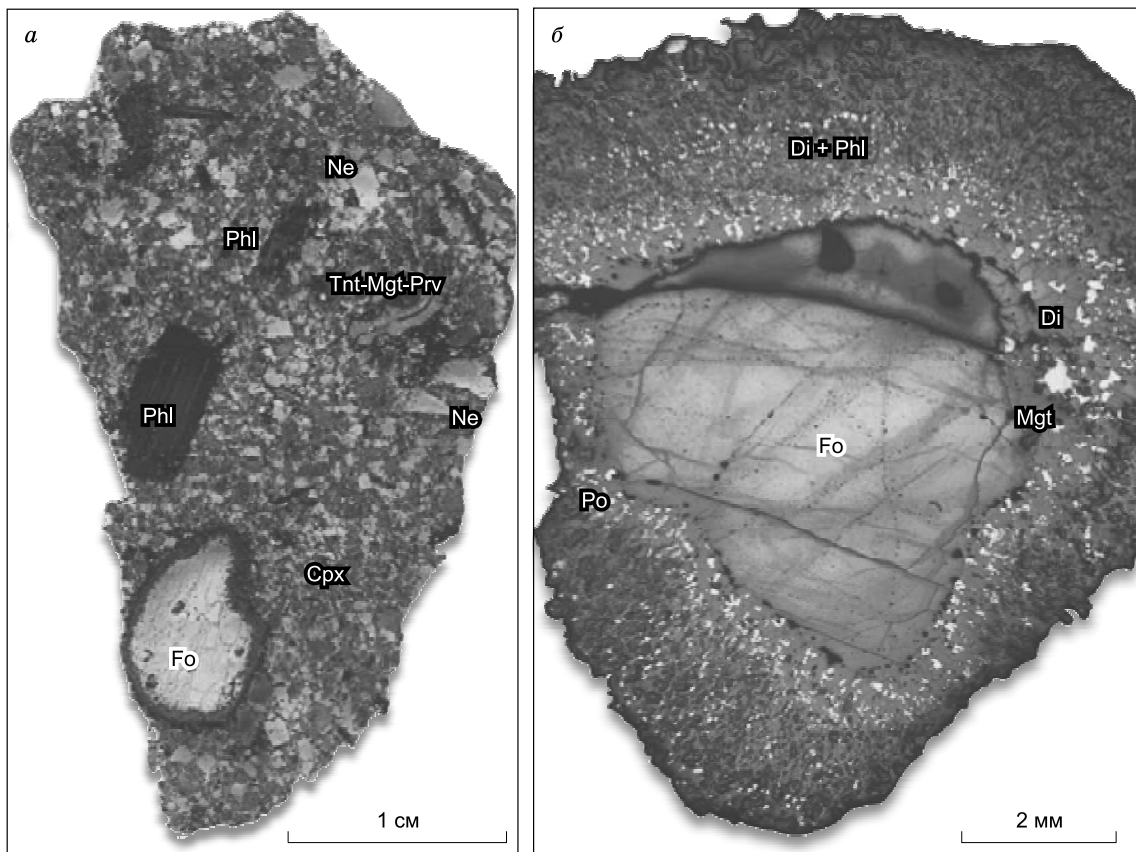 а
Ne
Phl
Tnt-Mgt-Prv
Phl
Ne
Cpx
Fo
1 см
б
Di + Phl
Di
Mgt
Fo
Po
2 мм